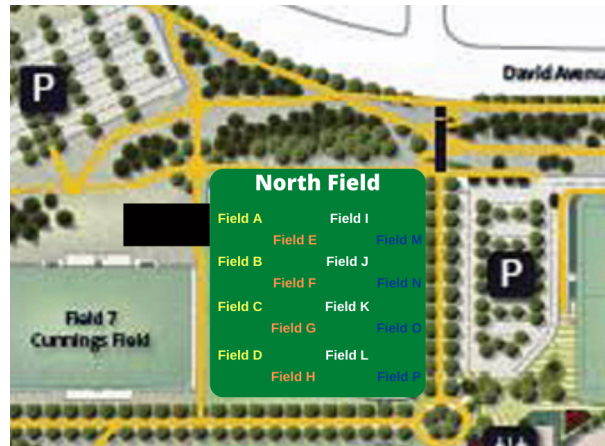 P
David Avenu
North Field
Field A
Field I
Field E
Field M
Field B
Field J
Field F
Field N
Field C
Field K
Field G
Field O
Field D
Field L
Field H
Field P
Field 7
Cunnings Field
P